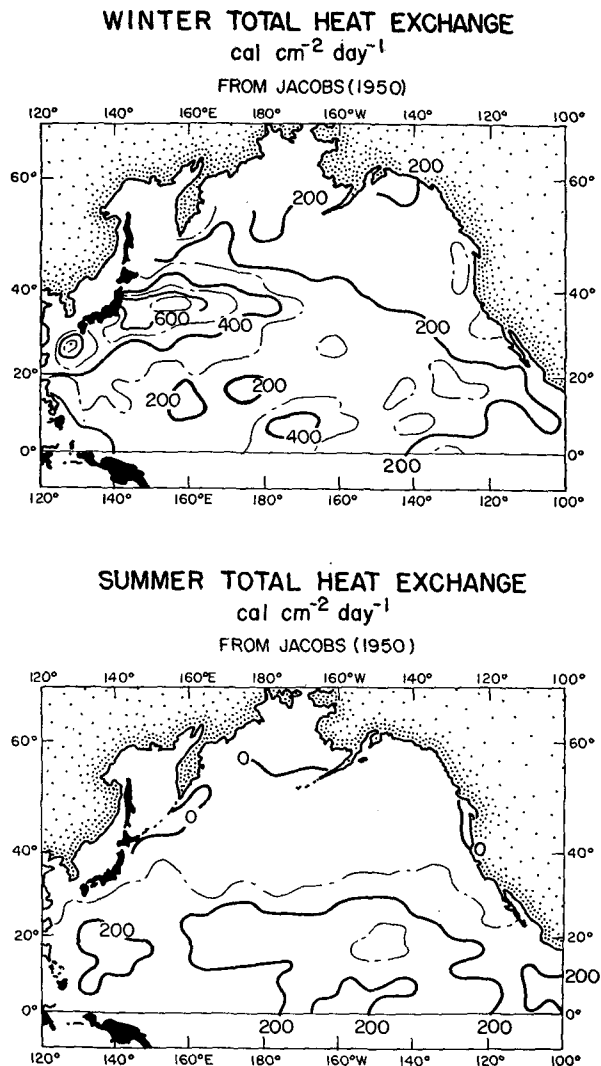 WINTER TOTAL HEAT EXCHANGE
cal cm⁻² day⁻¹
FROM JACOBS (1950)
120° 140° 160° 180° 160° 140° 120° 100°
200
60° 200 60°
40° 40°
600 400 200
20° 20°
200 200
400
0° 0°
200
120° 140° 160°E 180° 160°W 140° 120° 100°
SUMMER TOTAL HEAT EXCHANGE
cal cm⁻² day⁻¹
FROM JACOBS (1950)
120° 140° 160° 180° 160° 140° 120° 100°
60° 0 60°
0
40° 0 40°
20° 200 20°
200
0° 0°
200 200 200
120° 140° 160°E 180° 160°W 140° 120° 100°